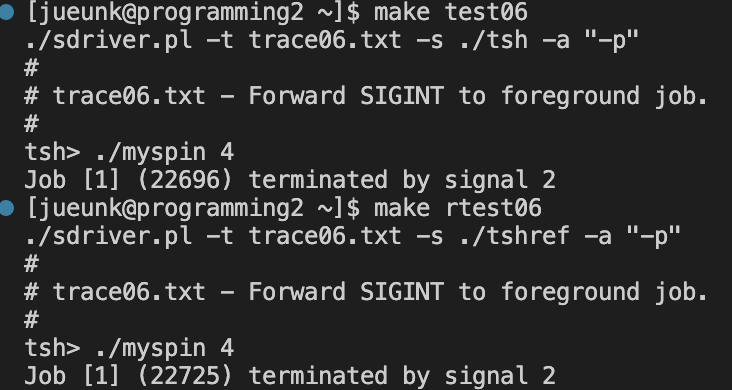 [jueunk@programming2 ~]$ make test06
./sdriver.pl -t trace06.txt -s ./tsh -a "-p"
#
# trace06.txt - Forward SIGINT to foreground job.
#
tsh> ./myspin 4
Job [1] (22696) terminated by signal 2
[jueunk@programming2 ~]$ make rtest06
./sdriver.pl -t trace06.txt -s ./tshref -a "-p"
#
# trace06.txt - Forward SIGINT to foreground job.
#
tsh> ./myspin 4
Job [1] (22725) terminated by signal 2